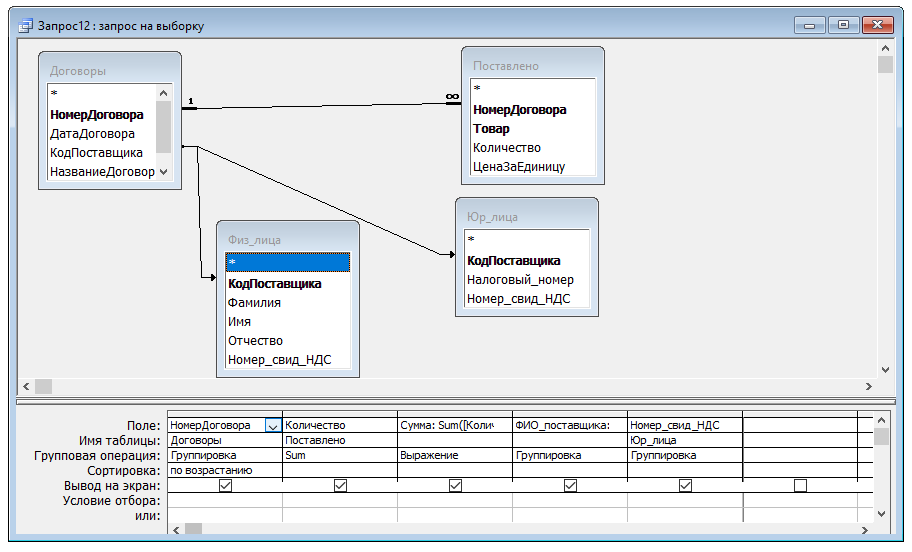 Запрос12 : запрос на выборку
Договоры
*
НомерДоговора
ДатаДоговора
КодПоставщика
НазваниеДоговор
1
∞
Поставлено
*
НомерДоговора
Товар
Количество
ЦенаЗаЕдиницу
Физ_лица
*
КодПоставщика
Фамилия
Имя
Отчество
Номер_свид_НДС
Юр_лица
*
КодПоставщика
Налоговый_номер
Номер_свид_НДС
Поле: НомерДоговора Количество Сумма: Sum([Колич ФИО_поставщика: Номер_свид_НДС
Имя таблицы: Договоры Поставлено Юр_лица
Групповая операция: Группировка Sum Выражение Группировка Группировка
Сортировка: по возрастанию
Вывод на экран:
Условие отбора:
или: